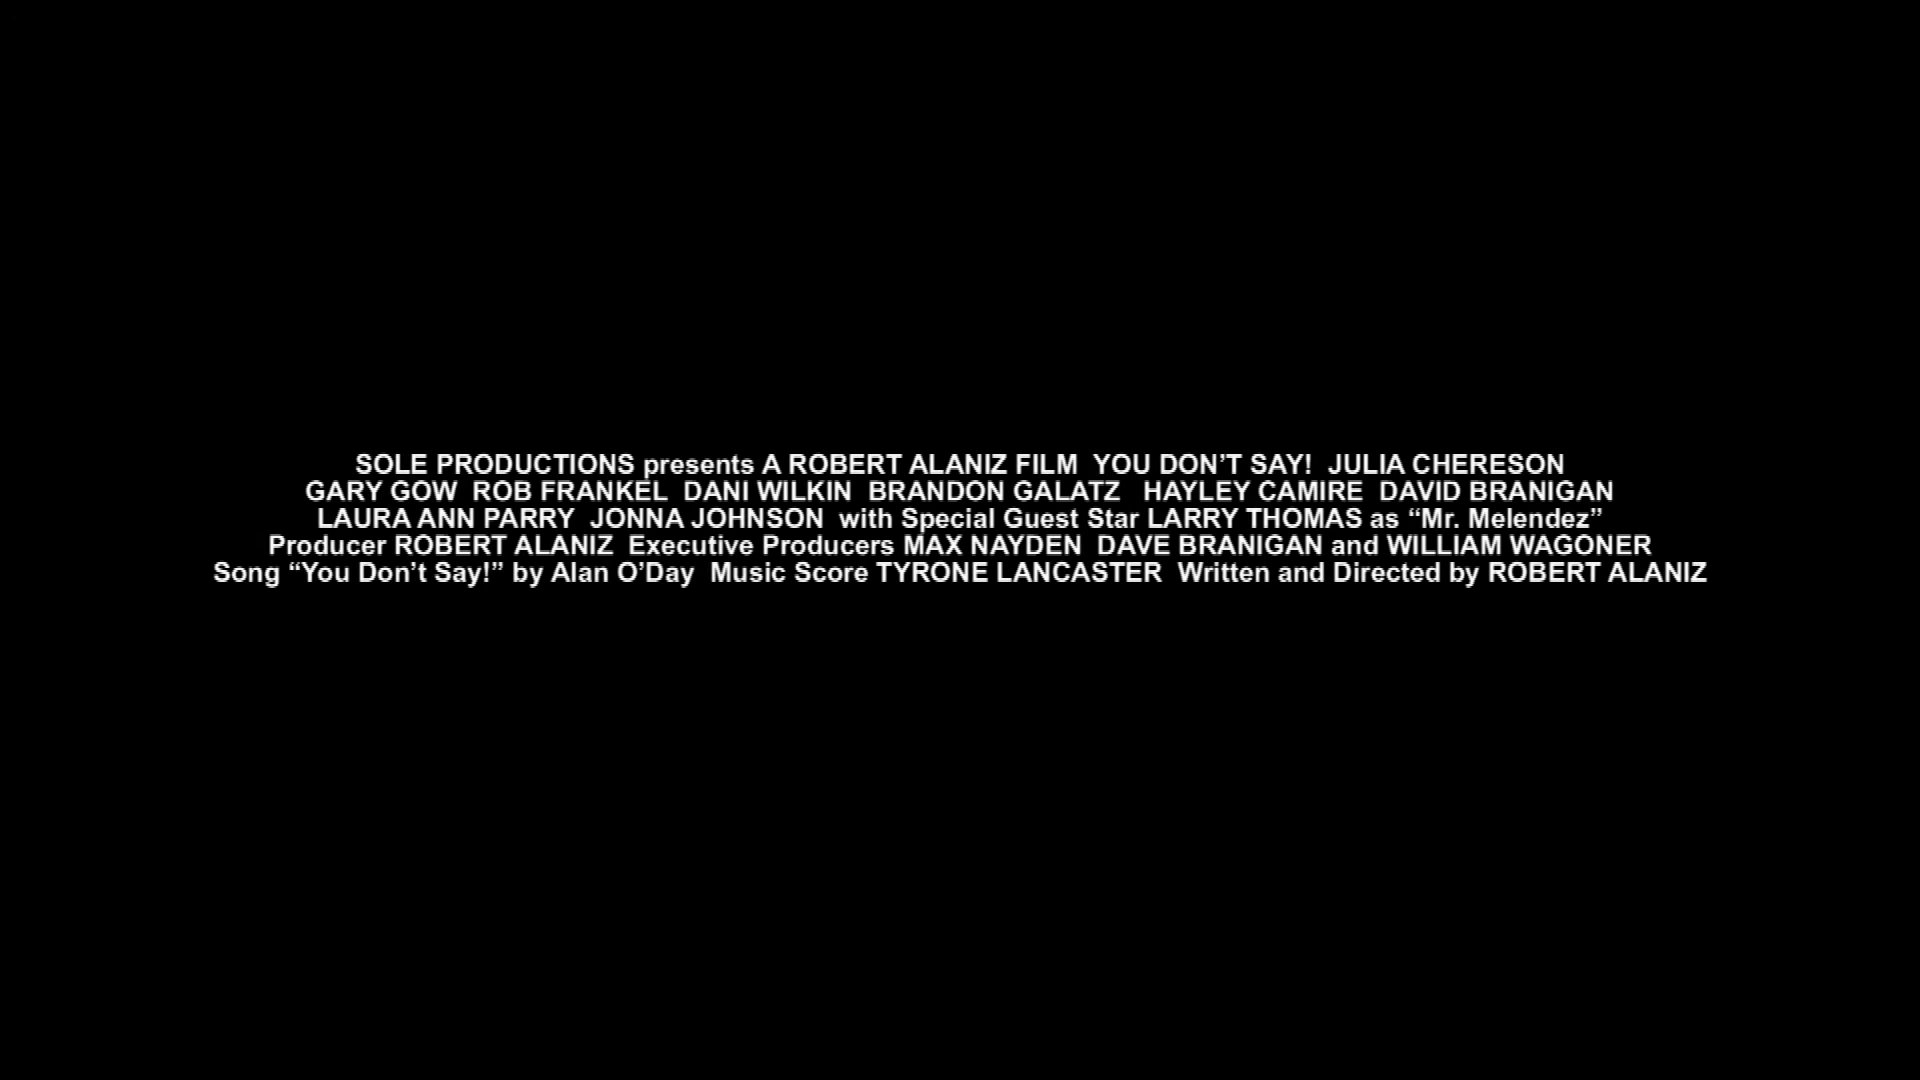 SOLE PRODUCTIONS presents A ROBERT ALANIZ FILM  YOU DON’T SAY!  JULIA CHERESON
GARY GOW  ROB FRANKEL  DANI WILKIN  BRANDON GALATZ  HAYLEY CAMIRE  DAVID BRANIGAN
LAURA ANN PARRY  JONNA JOHNSON  with Special Guest Star LARRY THOMAS as “Mr. Melendez”
Producer ROBERT ALANIZ  Executive Producers MAX NAYDEN  DAVE BRANIGAN and WILLIAM WAGONER
Song “You Don’t Say!” by Alan O’Day  Music Score TYRONE LANCASTER  Written and Directed by ROBERT ALANIZ